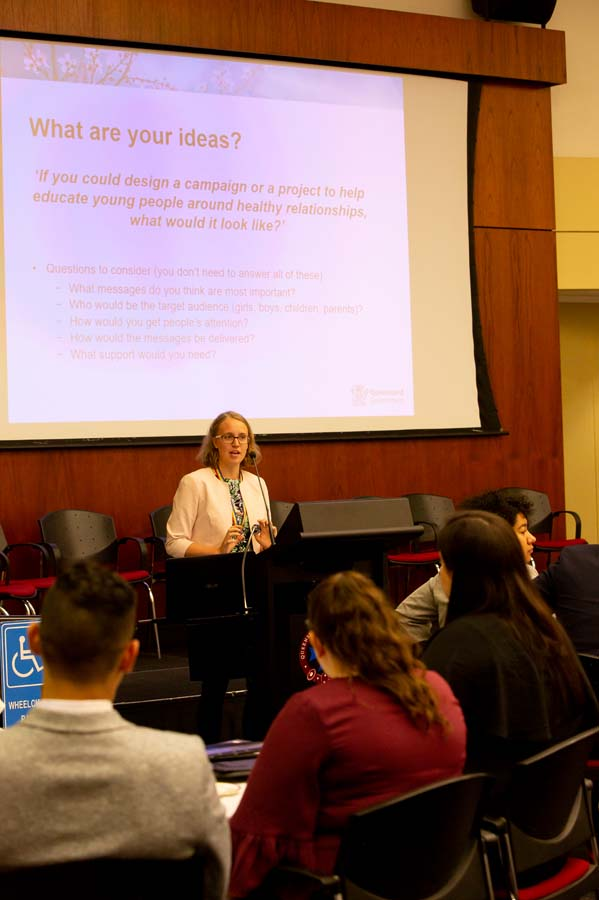 What are your ideas?
‘If you could design a campaign or a project to help
educate young people around healthy relationships,
what would it look like?’
• Questions to consider (you don't need to answer all of these)
– What messages do you think are most important?
– Who would be the target audience (girls, boys, children, parents)?
– How would you get people's attention?
– How would the messages be delivered?
– What support would you need?
Queensland
Government